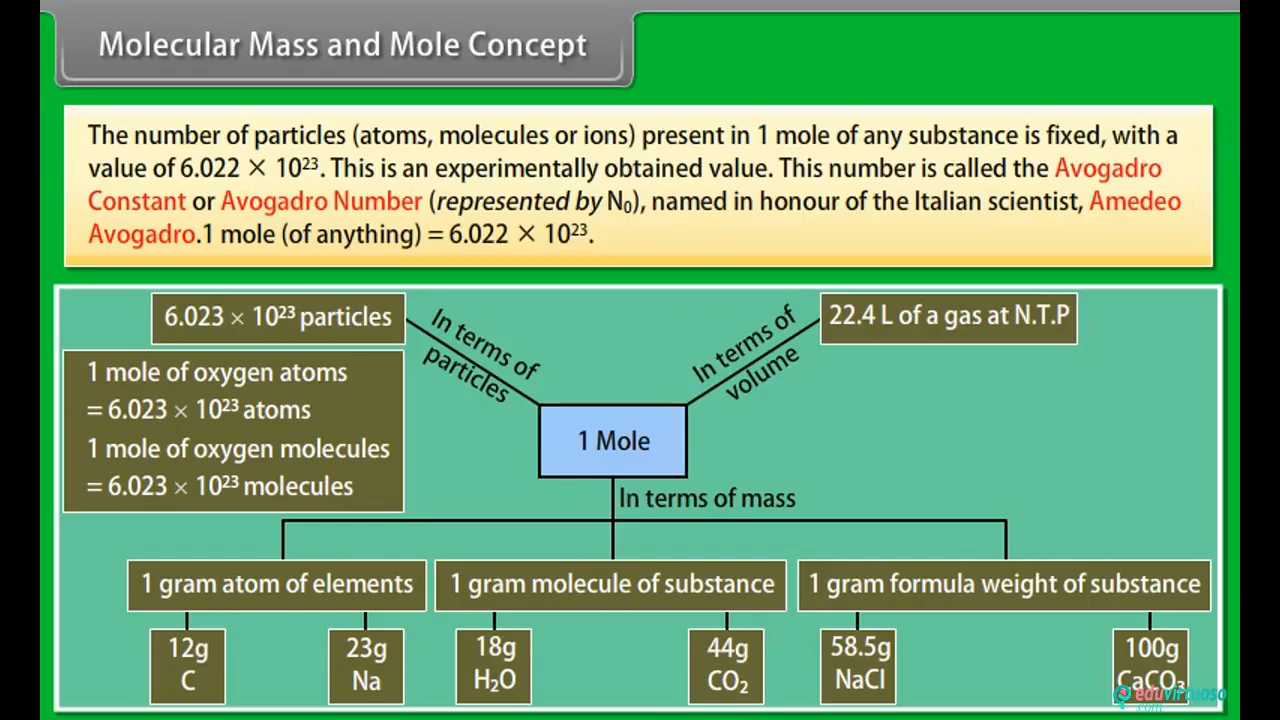 Molecular Mass and Mole Concept
The number of particles (atoms, molecules or ions) present in 1 mole of any substance is fixed, with a
value of 6.022 × 10²³. This is an experimentally obtained value. This number is called the Avogadro
Constant or Avogadro Number (represented by N₀), named in honour of the Italian scientist, Amedeo
Avogadro.1 mole (of anything) = 6.022 × 10²³.
6.023 × 10²³ particles
In terms of
particles
In terms of
volume
22.4 L of a gas at N.T.P
1 mole of oxygen atoms
= 6.023 × 10²³ atoms
1 mole of oxygen molecules
= 6.023 × 10²³ molecules
1 Mole
In terms of mass
1 gram atom of elements
1 gram molecule of substance
1 gram formula weight of substance
12g
C
23g
Na
18g
H₂O
44g
CO₂
58.5g
NaCl
100g
CaCO₃
eduvirtuoso
.com